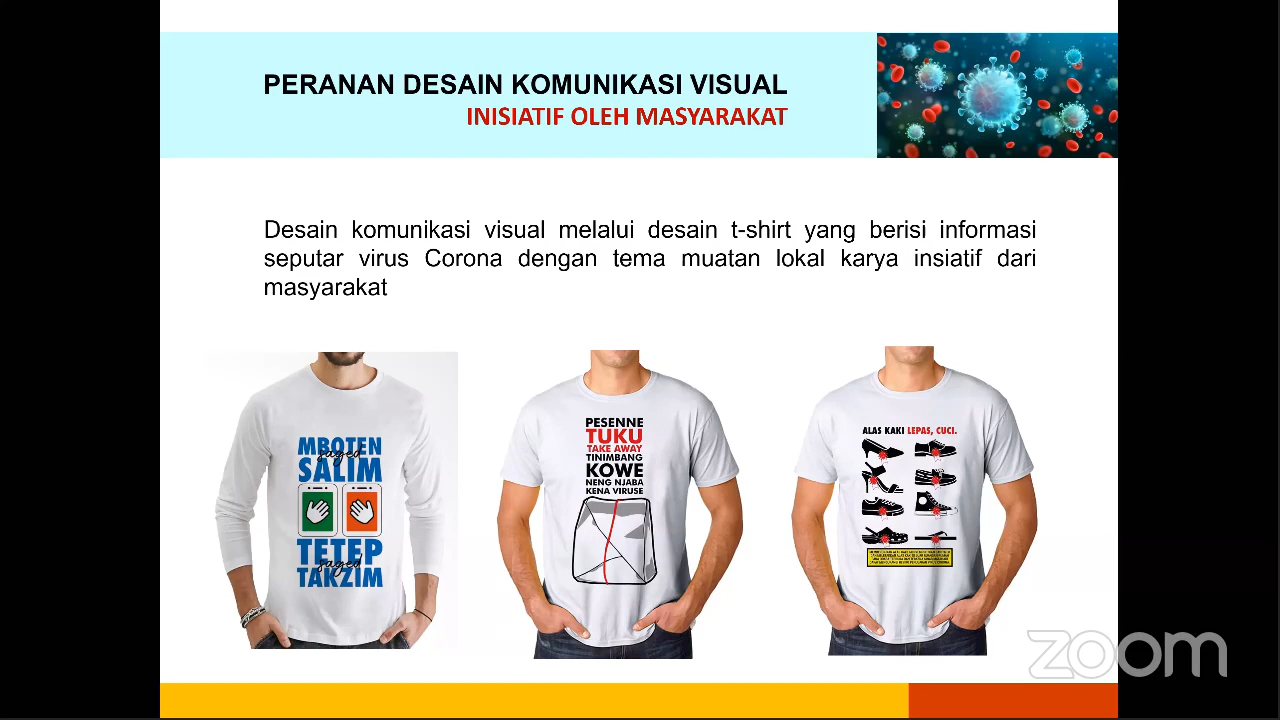 PERANAN DESAIN KOMUNIKASI VISUAL
INISIATIF OLEH MASYARAKAT
Desain komunikasi visual melalui desain t-shirt yang berisi informasi
seputar virus Corona dengan tema muatan lokal karya insiatif dari
masyarakat
MBOTEN
saged
SALIM
TETEP
saged
TAKZIM
PESENNE
TUKU
TAKE AWAY
TINIMBANG
KOWE
NENG NJABA
KENA VIRUSE
ALAS KAKI LEPAS, CUCI.
zoom